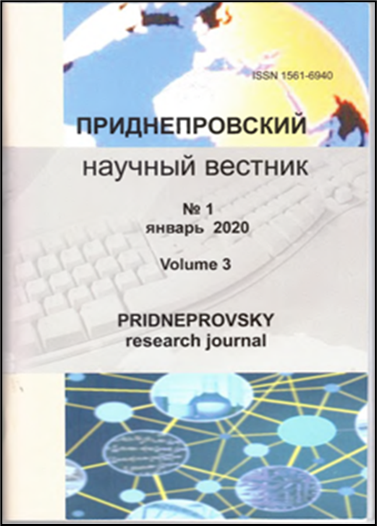 ISSN 1561-6940
ПРИДНЕПРОВСКИЙ
научный вестник
№ 1
январь 2020
Volume 3
PRIDNEPROVSKY
research journal